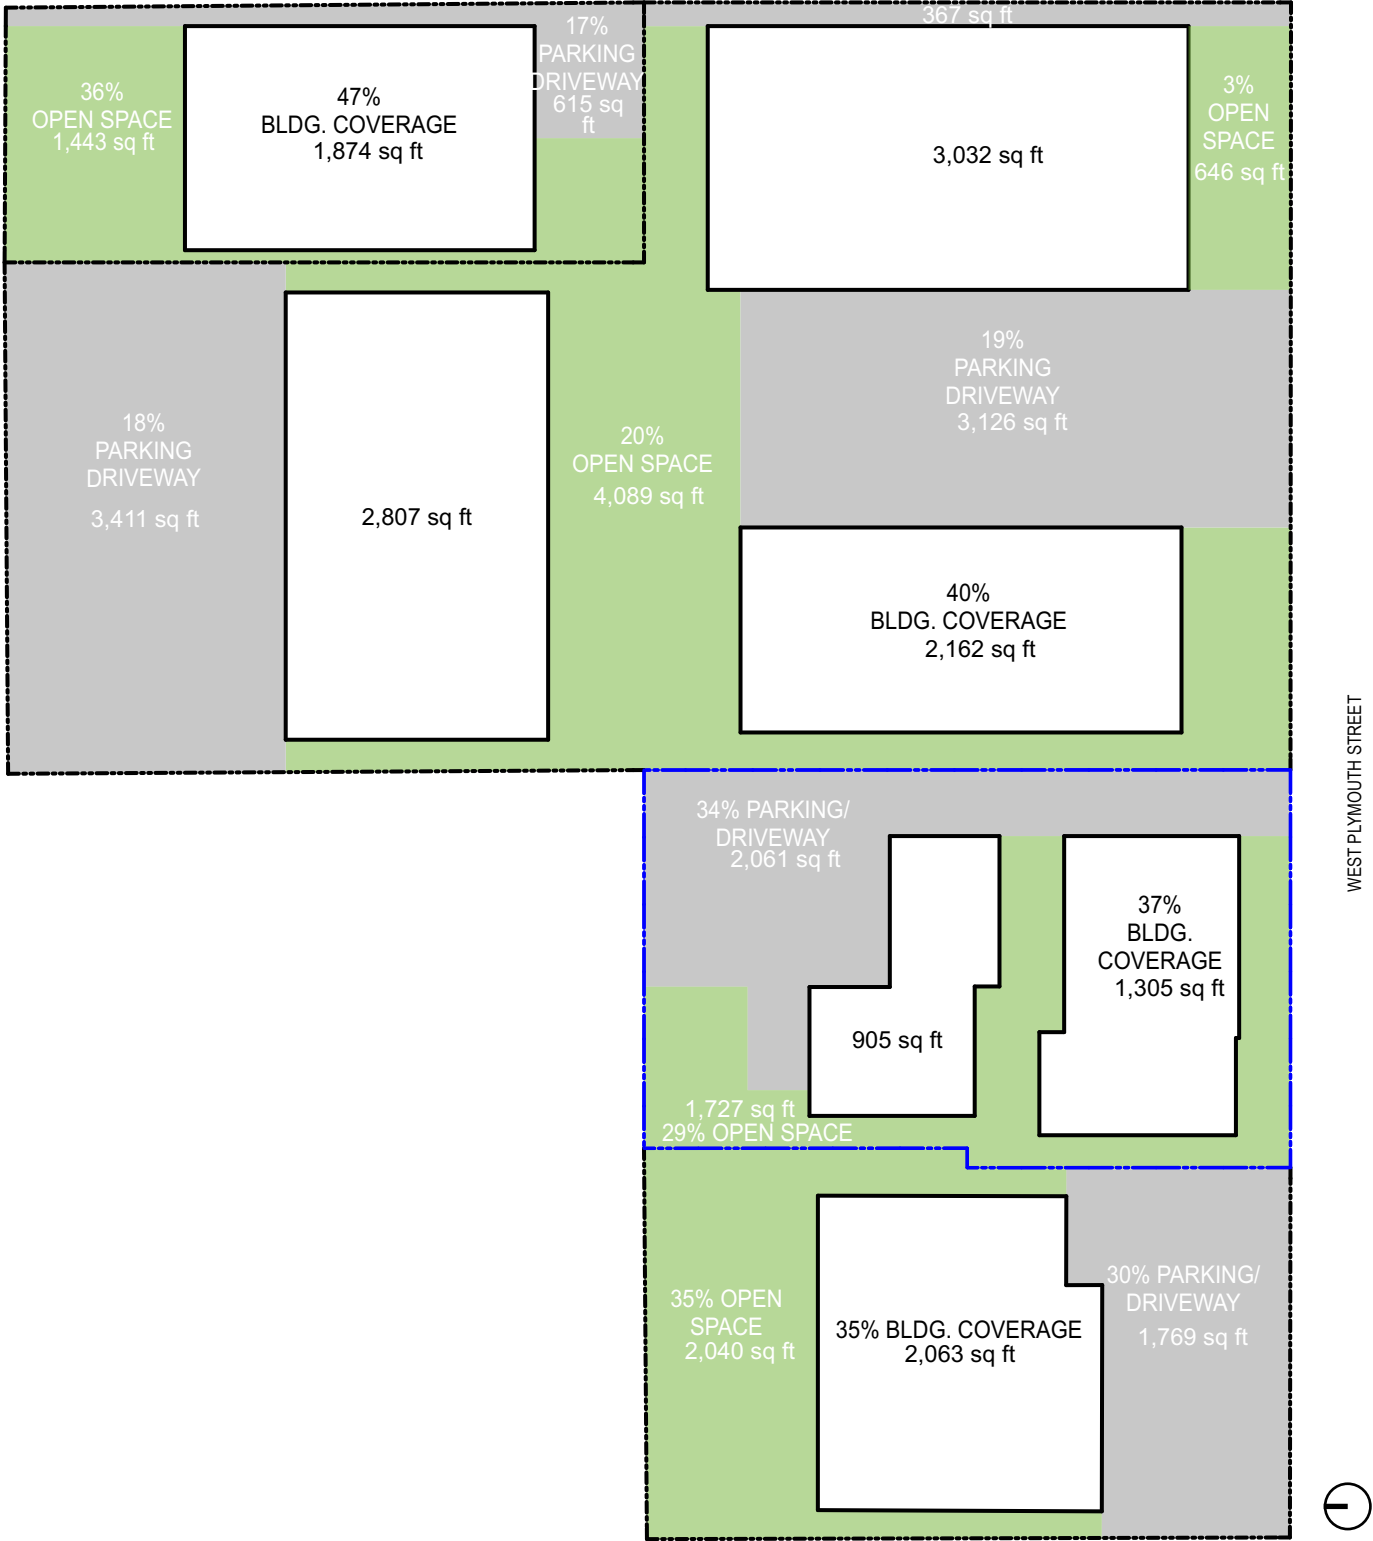 367 sq ft
17%
PARKING
DRIVEWAY
615 sq
ft
36%
OPEN SPACE
1,443 sq ft
47%
BLDG. COVERAGE
1,874 sq ft
3,032 sq ft
3%
OPEN
SPACE
646 sq ft
19%
PARKING
DRIVEWAY
3,126 sq ft
18%
PARKING
DRIVEWAY
3,411 sq ft
2,807 sq ft
20%
OPEN SPACE
4,089 sq ft
40%
BLDG. COVERAGE
2,162 sq ft
WEST PLYMOUTH STREET
34% PARKING/
DRIVEWAY
2,061 sq ft
37%
BLDG.
COVERAGE
1,305 sq ft
905 sq ft
1,727 sq ft
29% OPEN SPACE
35% OPEN
SPACE
2,040 sq ft
35% BLDG. COVERAGE
2,063 sq ft
30% PARKING/
DRIVEWAY
1,769 sq ft